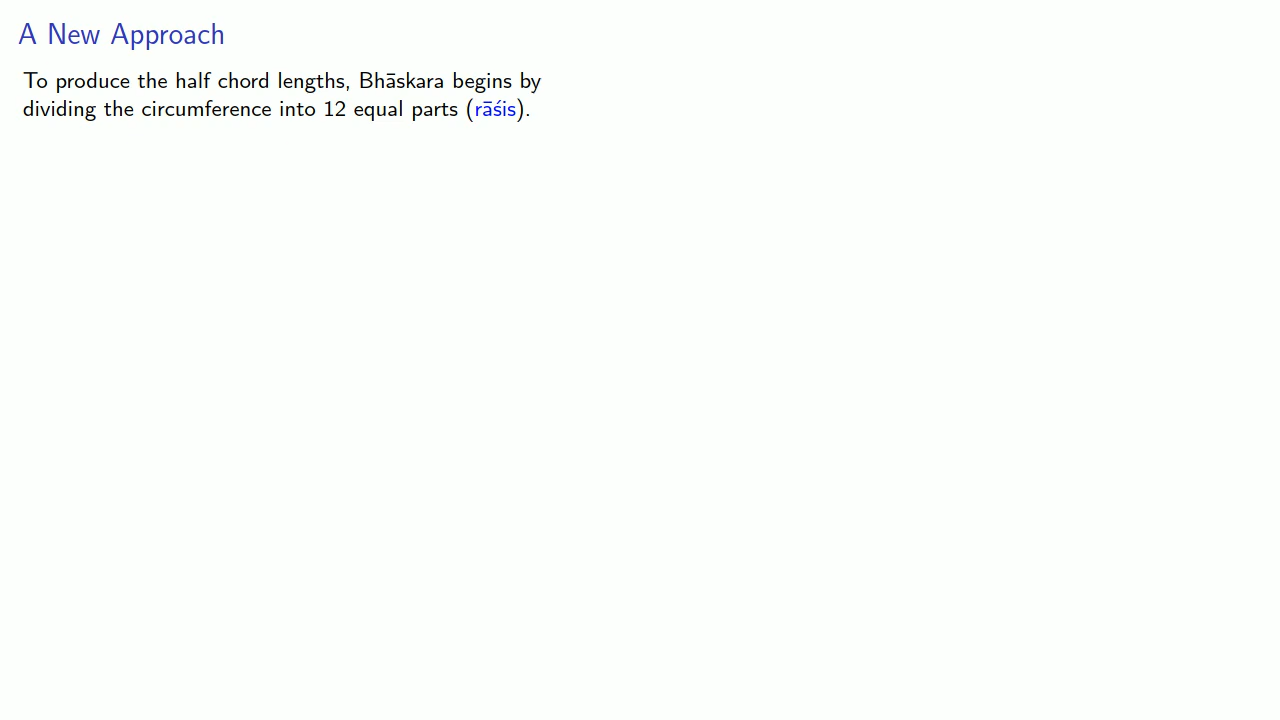 A New Approach
To produce the half chord lengths, Bhāskara begins by
dividing the circumference into 12 equal parts (rāśis).